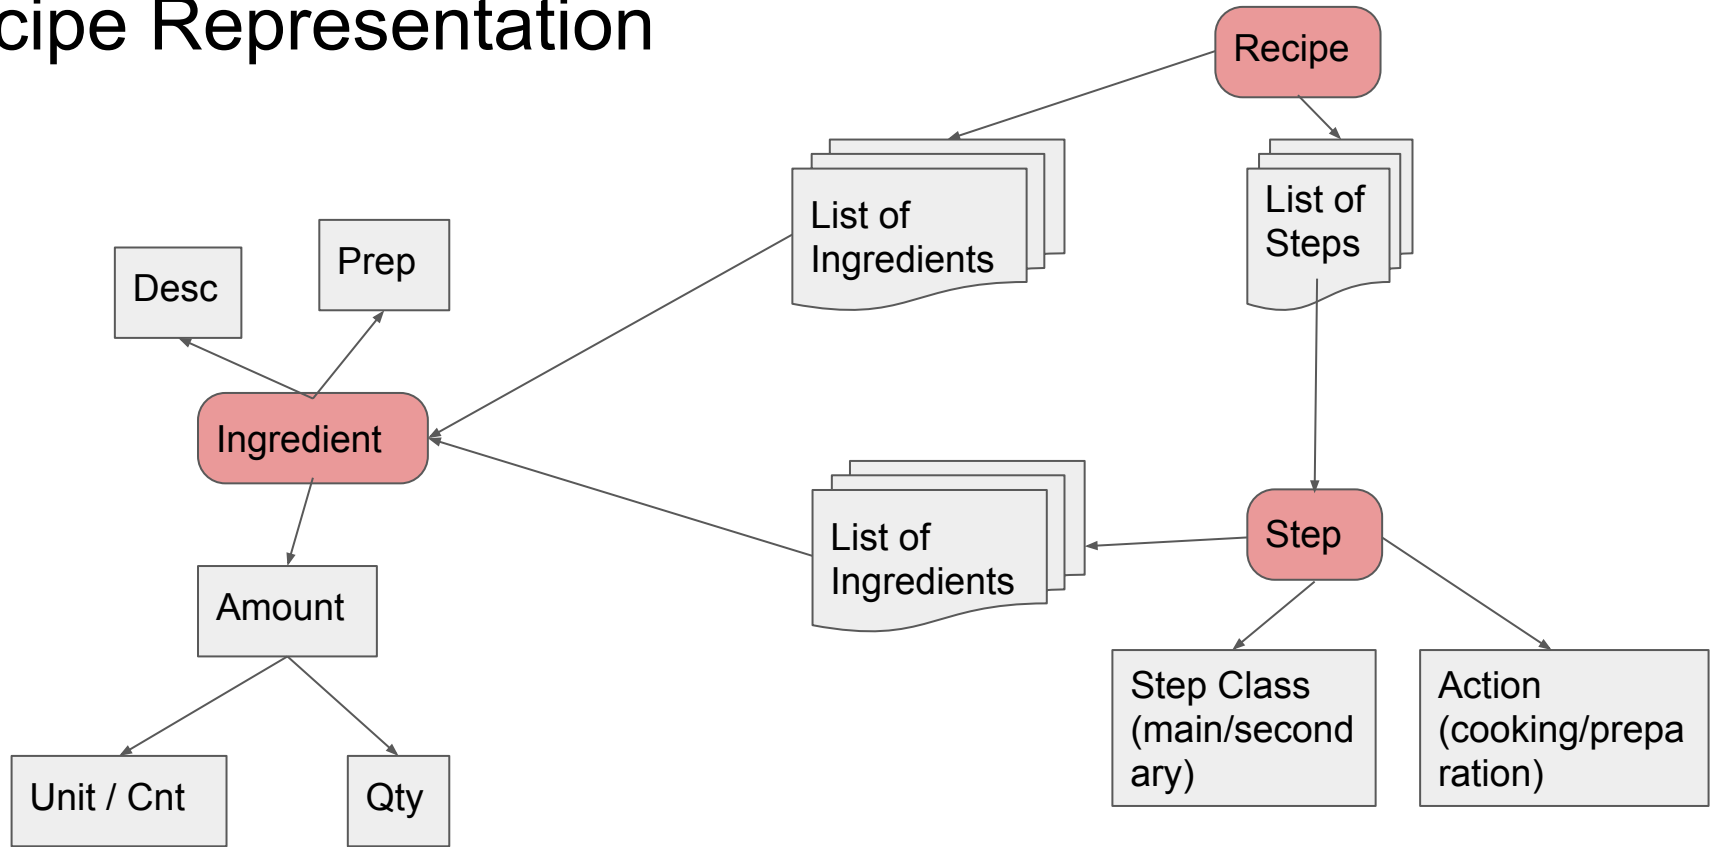 cipe Representation
Recipe
List of
Ingredients
List of
Steps
Prep
Desc
Ingredient
List of
Ingredients
Step
Amount
Step Class
(main/second
ary)
Action
(cooking/prepa
ration)
Unit / Cnt
Qty